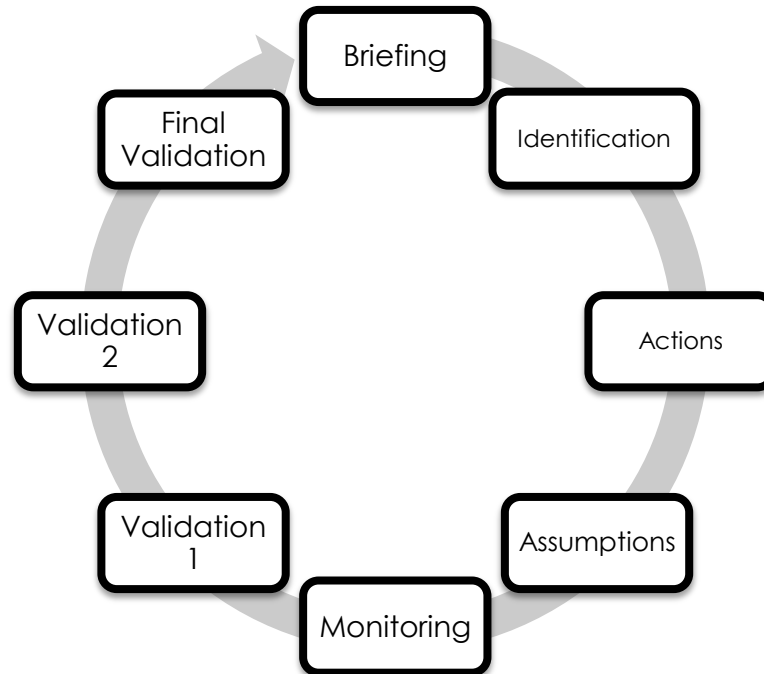 Briefing
Identification
Actions
Assumptions
Monitoring
Validation
1
Validation
2
Final
Validation